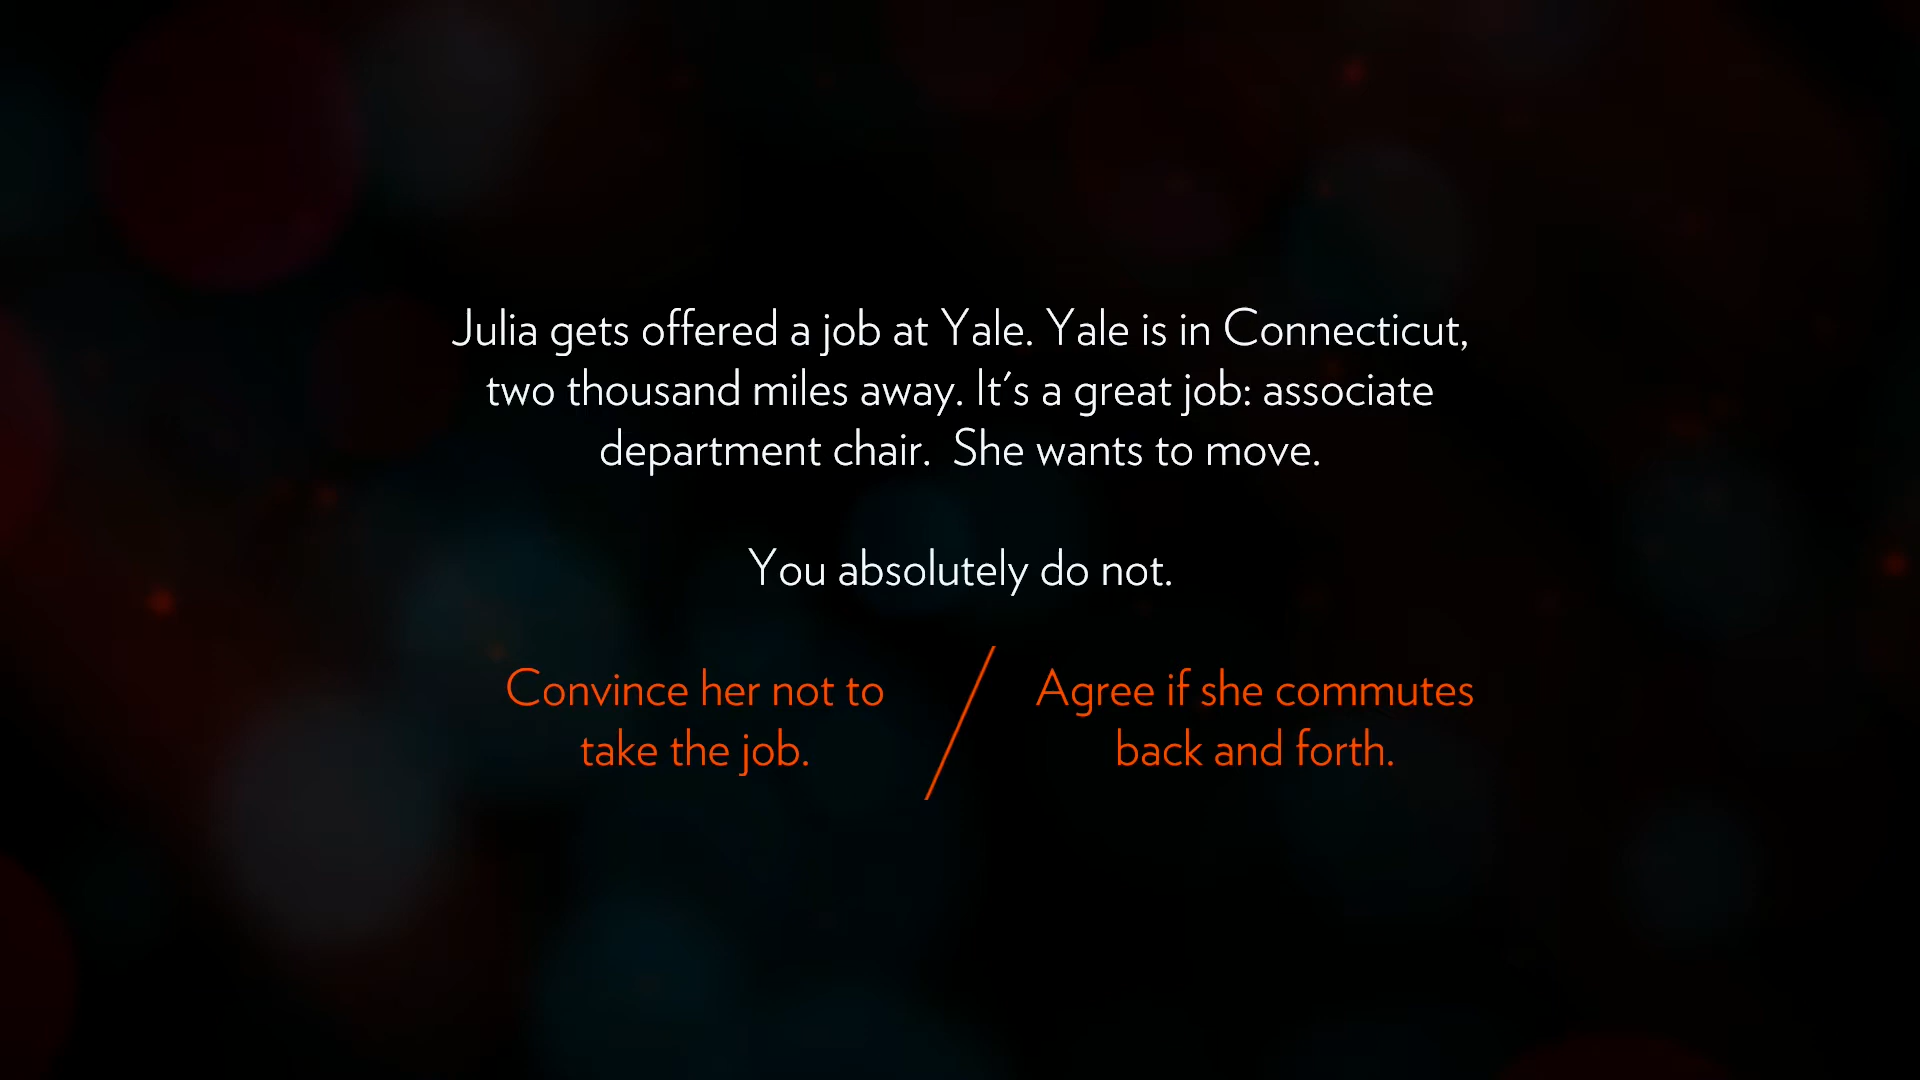 Julia gets offered a job at Yale. Yale is in Connecticut,
two thousand miles away. It's a great job: associate
department chair.  She wants to move.
You absolutely do not.
Convince her not to
take the job.
Agree if she commutes
back and forth.